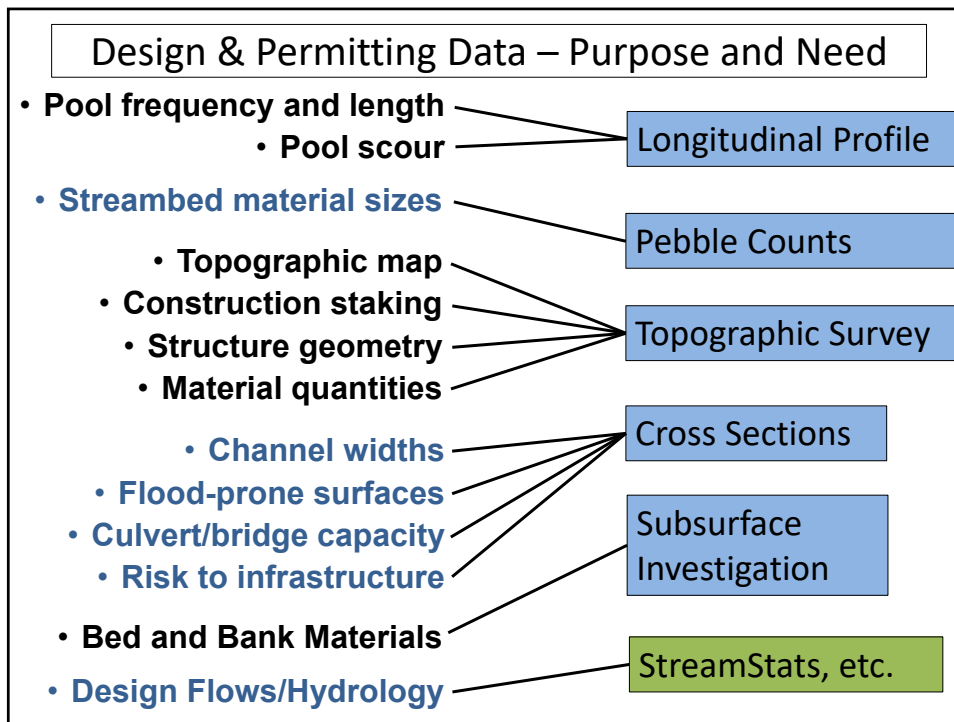 Design & Permitting Data – Purpose and Need
• Pool frequency and length
• Pool scour
Longitudinal Profile
• Streambed material sizes
Pebble Counts
• Topographic map
• Construction staking
• Structure geometry
• Material quantities
Topographic Survey
• Channel widths
• Flood-prone surfaces
• Culvert/bridge capacity
• Risk to infrastructure
Cross Sections
Subsurface
Investigation
• Bed and Bank Materials
• Design Flows/Hydrology
StreamStats, etc.